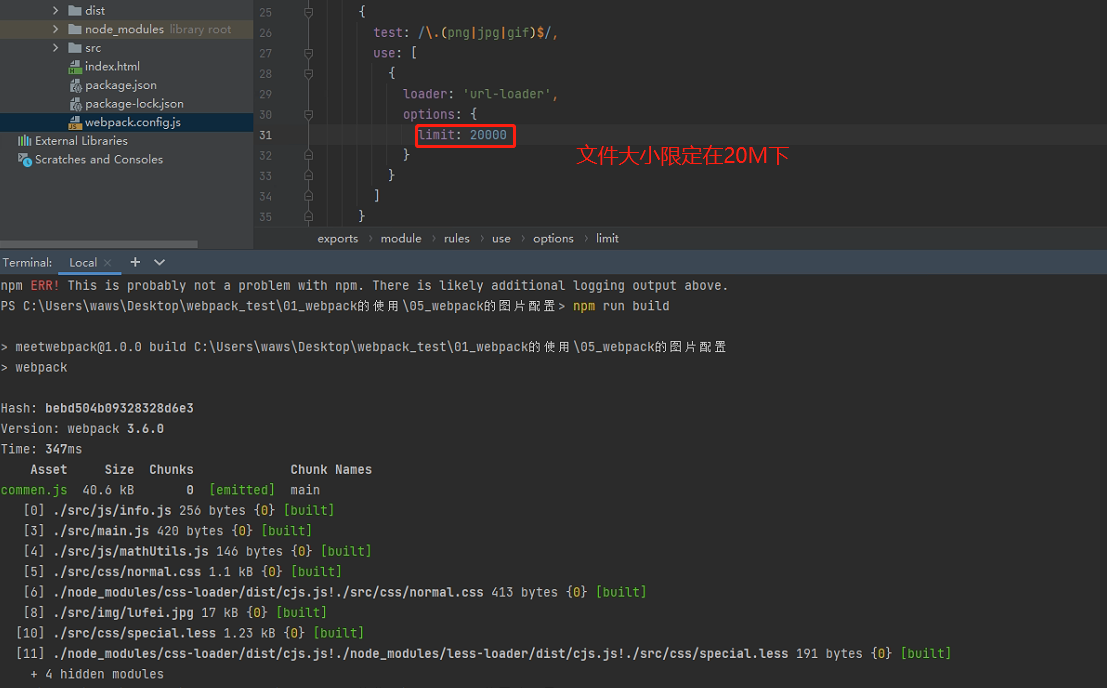 dist
node_modules library root
src
index.html
package.json
package-lock.json
webpack.config.js
External Libraries
Scratches and Consoles
25 {
26 test: /\.(png|jpg|gif)$/,
27 use: [
28 {
29 loader: 'url-loader',
30 options: {
31 limit: 20000
32 }
33 }
34 ]
35 }
文件大小限定在20M下
exports › module › rules › use › options › limit
Terminal: Local × +
npm ERR! This is probably not a problem with npm. There is likely additional logging output above.
PS C:\Users\waws\Desktop\webpack_test\01_webpack的使用\05_webpack的图片配置> npm run build
> meetwebpack@1.0.0 build C:\Users\waws\Desktop\webpack_test\01_webpack的使用\05_webpack的图片配置
> webpack
Hash: bebd504b09328328d6e3
Version: webpack 3.6.0
Time: 347ms
Asset Size Chunks Chunk Names
commen.js 40.6 kB 0 [emitted] main
[0] ./src/js/info.js 256 bytes {0} [built]
[3] ./src/main.js 420 bytes {0} [built]
[4] ./src/js/mathUtils.js 146 bytes {0} [built]
[5] ./src/css/normal.css 1.1 kB {0} [built]
[6] ./node_modules/css-loader/dist/cjs.js!./src/css/normal.css 413 bytes {0} [built]
[8] ./src/img/lufei.jpg 17 kB {0} [built]
[10] ./src/css/special.less 1.23 kB {0} [built]
[11] ./node_modules/css-loader/dist/cjs.js!./node_modules/less-loader/dist/cjs.js!./src/css/special.less 191 bytes {0} [built]
+ 4 hidden modules